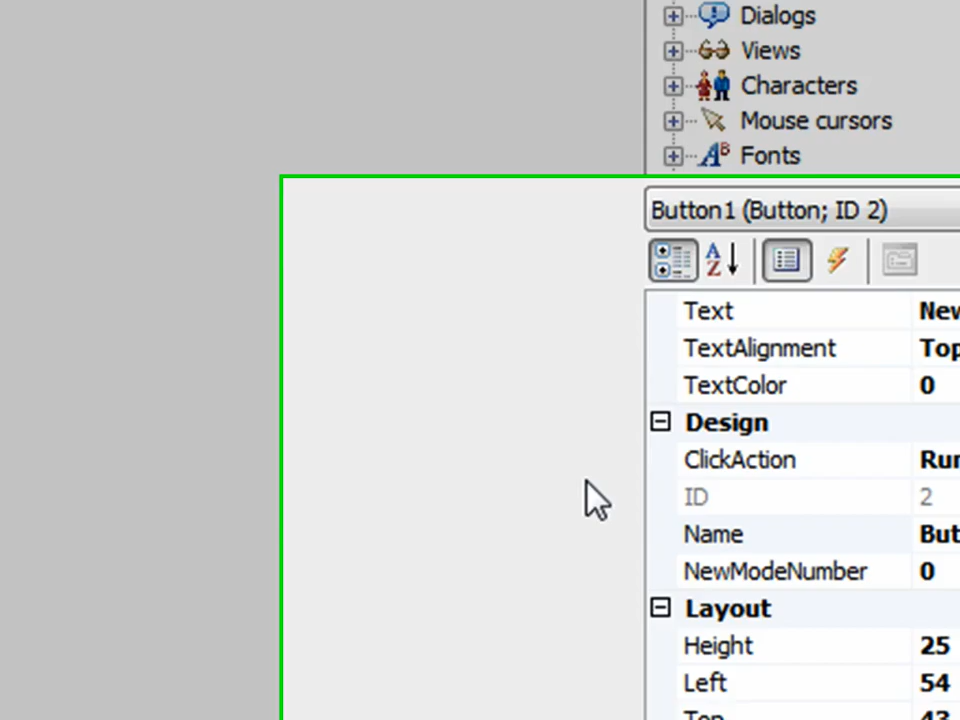 Dialogs
Views
Characters
Mouse cursors
Fonts
Button1 (Button; ID 2)
Text
TextAlignment Top
TextColor 0
Design
ClickAction Run
ID 2
Name But
NewModeNumber 0
Layout
Height 25
Left 54